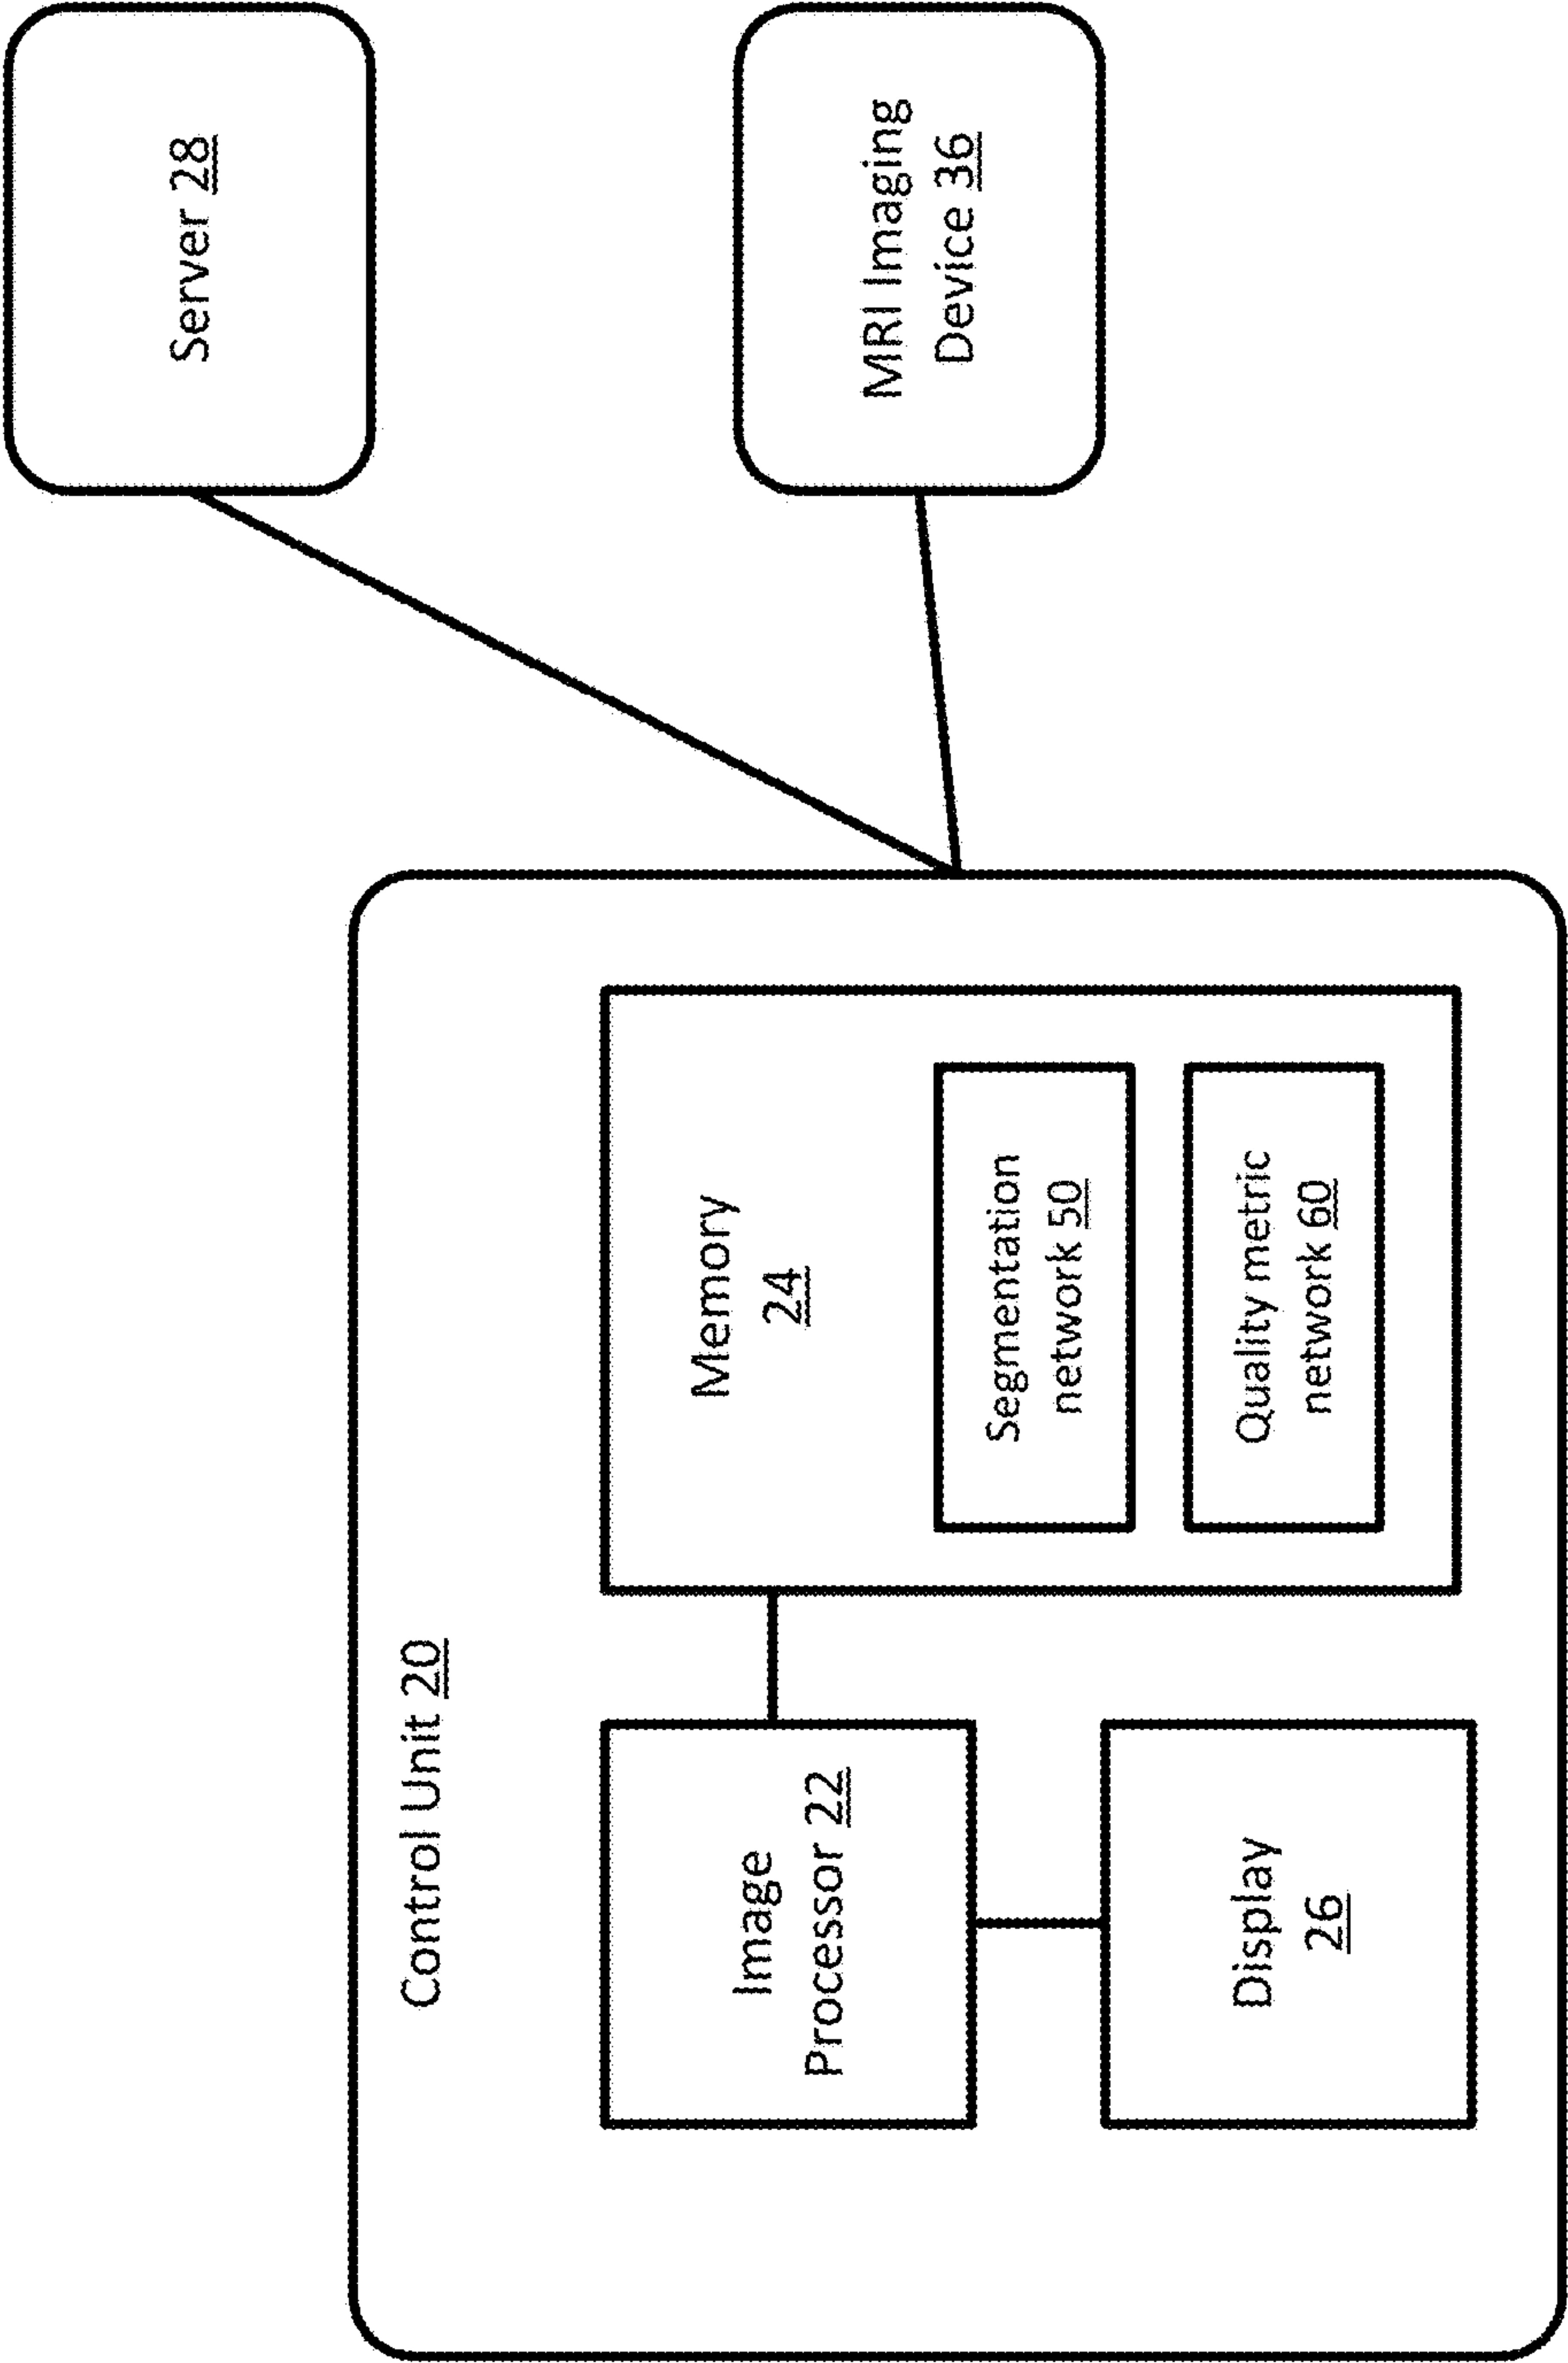 Control Unit 20
Image
Processor 22
Display
26
Memory
24
Segmentation
network 50
Quality metric
network 60
Server 28
MRI Imaging
Device 36